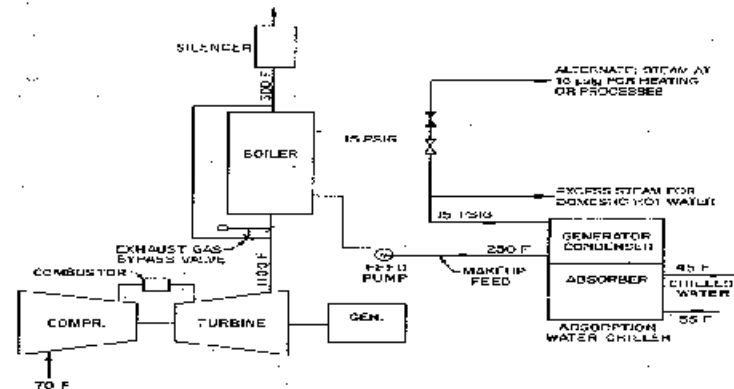 SILENCER
300 F
ALTERNATE; STEAM AT
15 psig FOR HEATING
OR PROCESSES
BOILER
15 PSIG
EXCESS STEAM FOR
DOMESTIC HOT WATER
15 PSIG
GENERATOR
CONDENSER
EXHAUST GAS
BYPASS VALVE
1100 F
FEED
PUMP
250 F
MAKEUP
FEED
ABSORBER
45 F
CHILLED
WATER
55 F
ABSORPTION
WATER CHILLER
COMBUSTOR
COMPR.
TURBINE
GEN.
70 F